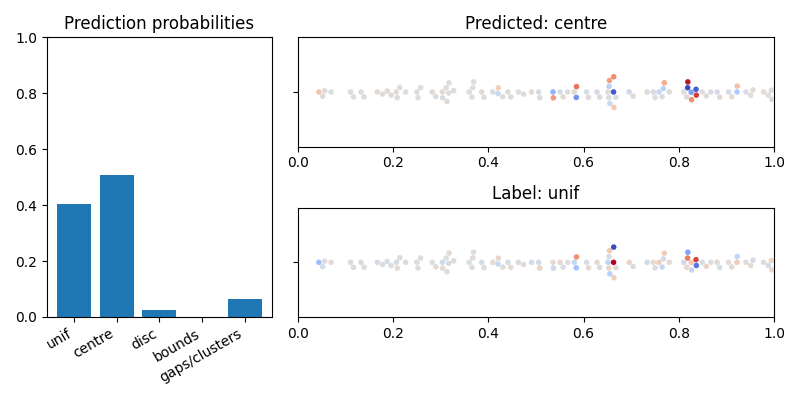 Prediction probabilities
1.0
0.8
0.6
0.4
0.2
0.0
unif
centre
disc
bounds
gaps/clusters
Predicted: centre
0.0 0.2 0.4 0.6 0.8 1.0
Label: unif
0.0 0.2 0.4 0.6 0.8 1.0